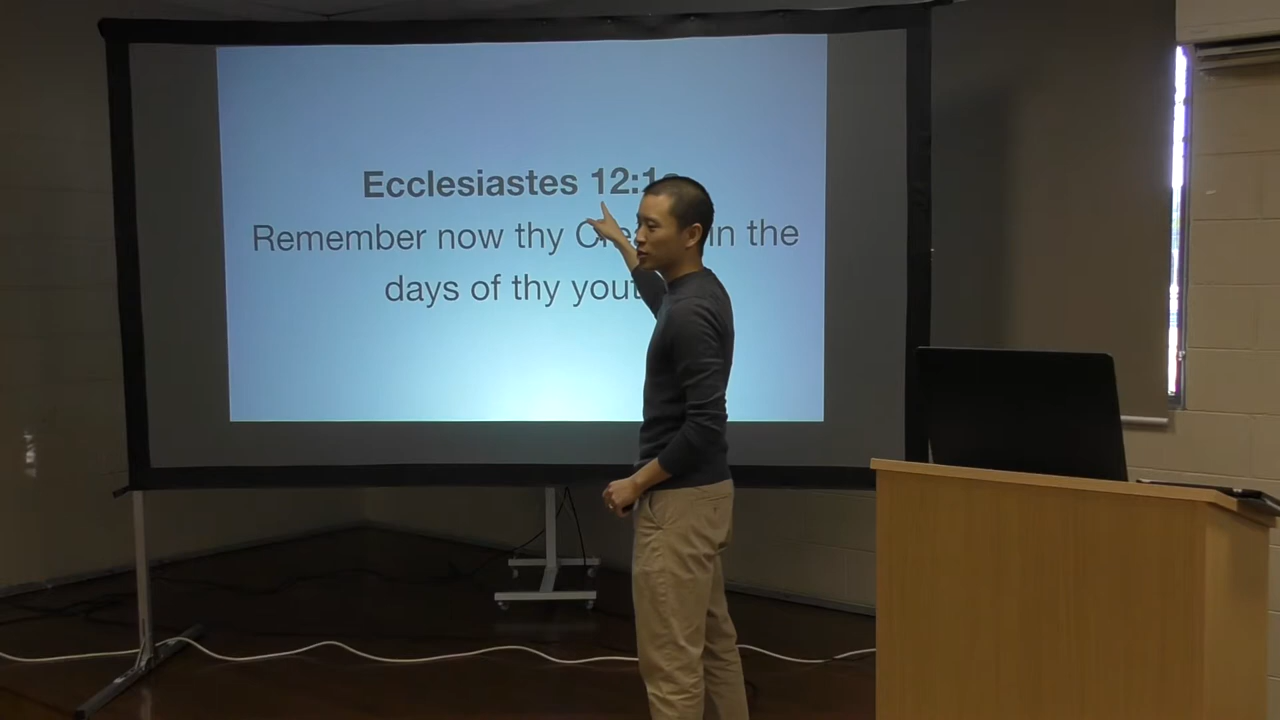 Ecclesiastes 12:1
Remember now thy in the
days of thy